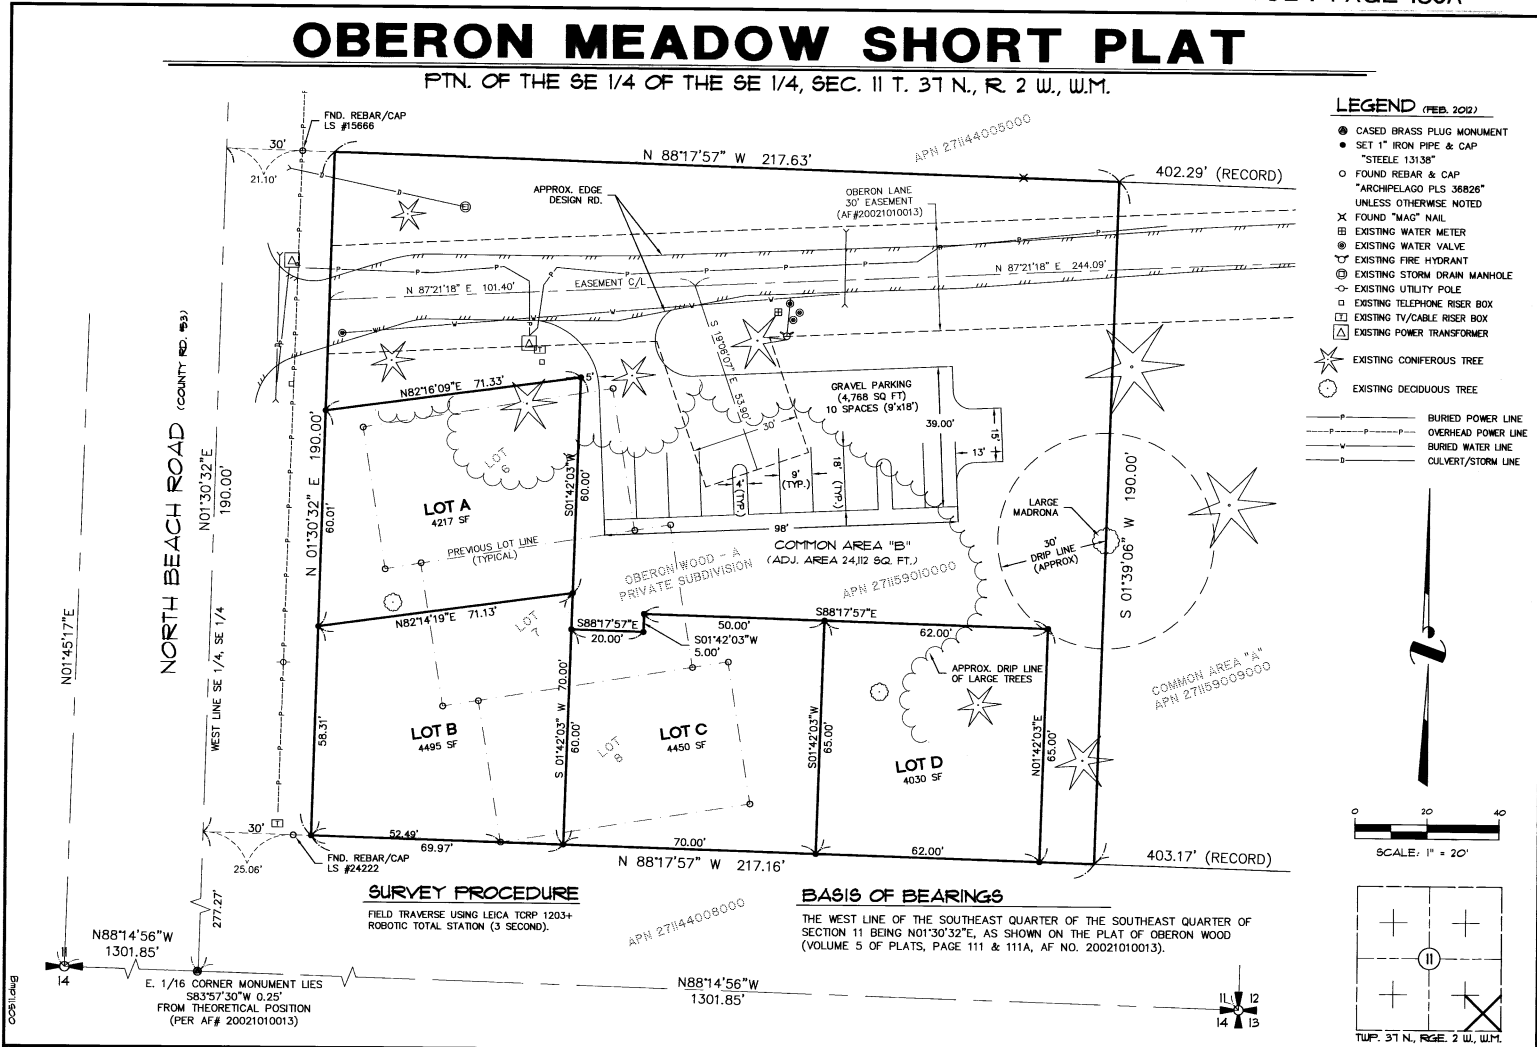 OBERON MEADOW SHORT PLAT
PTN. OF THE SE 1/4 OF THE SE 1/4, SEC. 11 T. 37 N., R. 2 W., W.M.
FND. REBAR/CAP
LS #15666
30'
21.10'
N 88°17'57" W 217.63'
APN 271144005000
402.29' (RECORD)
APPROX. EDGE
DESIGN RD.
OBERON LANE
30' EASEMENT
(AF#20021010013)
N 87°21'18" E 101.40'
EASEMENT C/L
N 87°21'18" E 244.09'
S 19°06'07" E 53.90'
N82°16'09"E 71.33'
5'
GRAVEL PARKING
(4,768 SQ FT)
10 SPACES (9'x18')
39.00'
15'
13'
30'
4' (TYP.)
9'
(TYP.)
18' (TYP.)
98'
NORTH BEACH ROAD (COUNTY RD. #53)
N01°30'32"E
190.00'
N 01°30'32" E 190.00'
60.01'
58.31'
N01°45'17"E
WEST LINE SE 1/4, SE 1/4
LOT
6
LOT A
4217 SF
S01°42'03"W
60.00'
PREVIOUS LOT LINE
(TYPICAL)
OBERON WOOD - A
PRIVATE SUBDIVISION
COMMON AREA "B"
(ADJ. AREA 24,112 SQ. FT.)
APN 271159010000
LARGE
MADRONA
30'
DRIP LINE
(APPROX)
S 01°39'06" W 190.00'
N82°14'19"E 71.13'
LOT
7
S88°17'57"E
20.00'
50.00'
S01°42'03"W
5.00'
S88°17'57"E
62.00'
APPROX. DRIP LINE
OF LARGE TREES
COMMON AREA "A"
APN 271159009000
LOT B
4495 SF
S 01°42'03" W 70.00'
60.00'
LOT
8
LOT C
4450 SF
S01°42'03"W
65.00'
LOT D
4030 SF
N01°42'03"E
65.00'
30'
25.06'
FND. REBAR/CAP
LS #24222
52.49'
69.97'
70.00'
N 88°17'57" W 217.16'
62.00'
403.17' (RECORD)
277.27'
SURVEY PROCEDURE
FIELD TRAVERSE USING LEICA TCRP 1203+
ROBOTIC TOTAL STATION (3 SECOND).
APN 271144008000
BASIS OF BEARINGS
THE WEST LINE OF THE SOUTHEAST QUARTER OF THE SOUTHEAST QUARTER OF
SECTION 11 BEING N01°30'32"E, AS SHOWN ON THE PLAT OF OBERON WOOD
(VOLUME 5 OF PLATS, PAGE 111 & 111A, AF NO. 20021010013).
N88°14'56"W
1301.85'
11
14
E. 1/16 CORNER MONUMENT LIES
S83°57'30"W 0.25'
FROM THEORETICAL POSITION
(PER AF# 20021010013)
N88°14'56"W
1301.85'
11 12
14 13
00511.dwg
LEGEND (FEB. 2012)
CASED BRASS PLUG MONUMENT
SET 1" IRON PIPE & CAP
"STEELE 13138"
FOUND REBAR & CAP
"ARCHIPELAGO PLS 36826"
UNLESS OTHERWISE NOTED
FOUND "MAG" NAIL
EXISTING WATER METER
EXISTING WATER VALVE
EXISTING FIRE HYDRANT
EXISTING STORM DRAIN MANHOLE
EXISTING UTILITY POLE
EXISTING TELEPHONE RISER BOX
T EXISTING TV/CABLE RISER BOX
EXISTING POWER TRANSFORMER
EXISTING CONIFEROUS TREE
EXISTING DECIDUOUS TREE
P BURIED POWER LINE
P P OVERHEAD POWER LINE
W BURIED WATER LINE
D CULVERT/STORM LINE
0 20 40
SCALE: 1" = 20'
11
TWP. 37 N., RGE. 2 W., W.M.